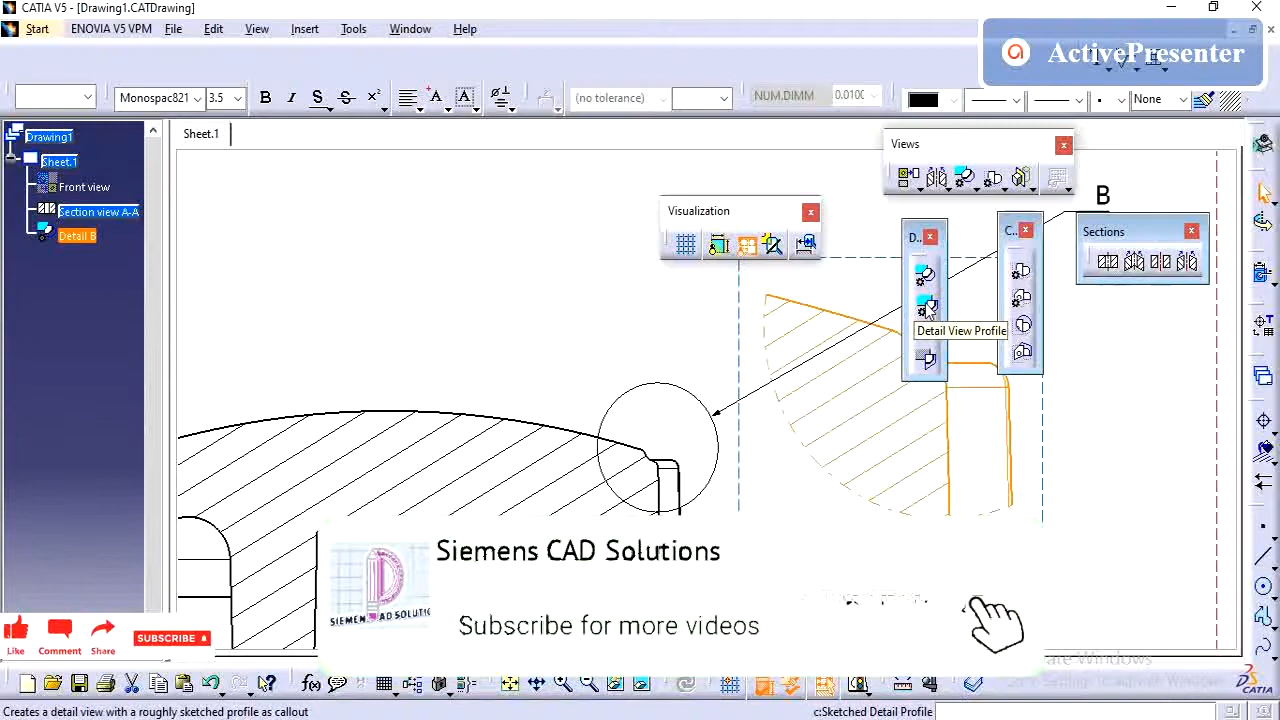 CATIA V5 - [Drawing1.CATDrawing]
Start ENOVIA V5 VPM File Edit View Insert Tools Window Help
ActivePresenter
Monospac821 3.5 B I S S (no tolerance) NUM.DIMM 0.0100 None
Drawing1
Sheet.1
Front view
Section view A-A
Detail B
Sheet.1
Views
B
Visualization
D..
C..
Sections
Detail View Profile
Siemens CAD Solutions
Subscribe for more videos
Like
Comment
Share
SUBSCRIBE
CATIA
Creates a detail view with a roughly sketched profile as callout
c:Sketched Detail Profile